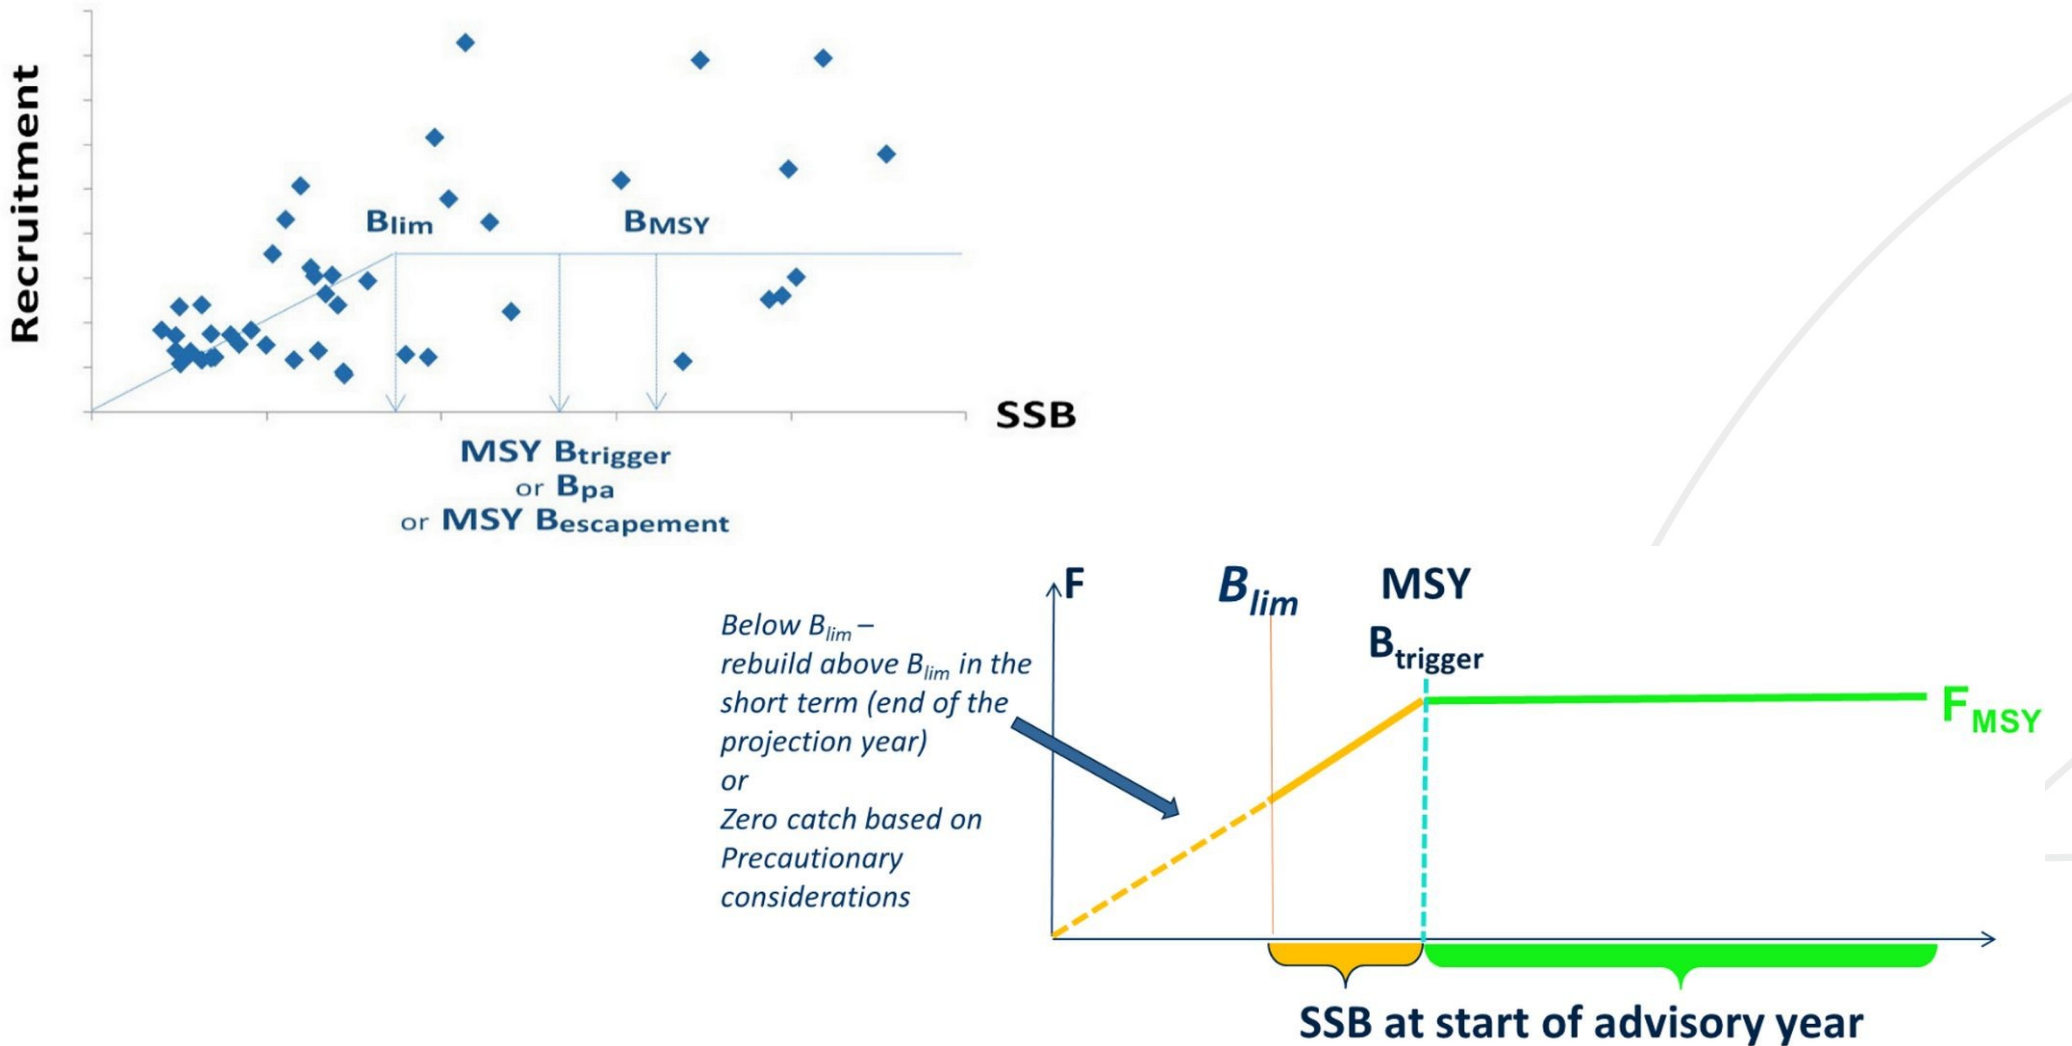 Recruitment
Blim
BMSY
SSB
MSY Btrigger
or Bpa
or MSY Bescapement
F
Blim
MSY
Btrigger
FMSY
Below Blim –
rebuild above Blim in the
short term (end of the
projection year)
or
Zero catch based on
Precautionary
considerations
SSB at start of advisory year